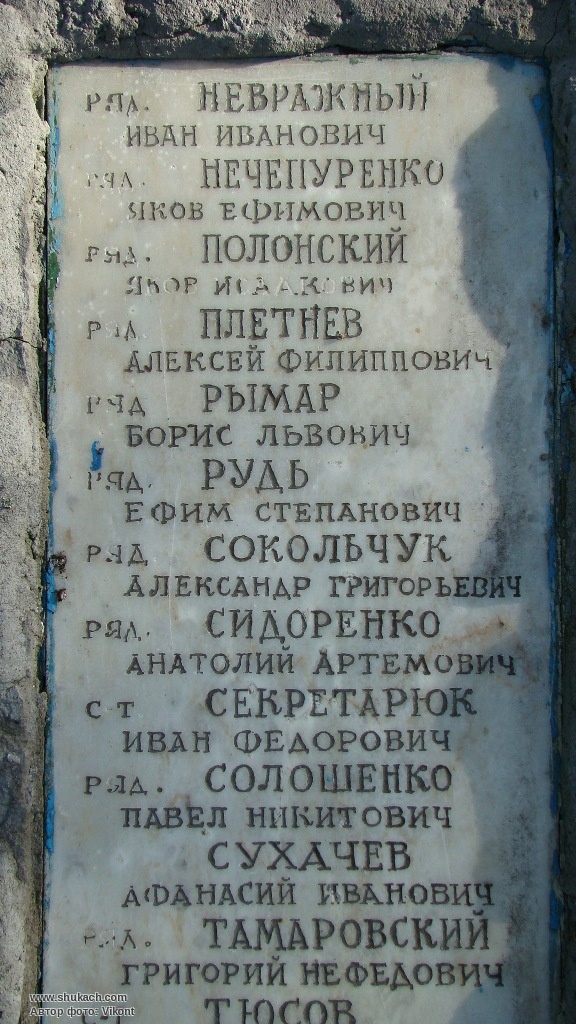 РЯД. НЕВРАЖНЫЙ
ИВАН ИВАНОВИЧ
РЯД. НЕЧЕПУРЕНКО
ЯКОВ ЕФИМОВИЧ
РЯД. ПОЛОНСКИЙ
ЯКОВ ИСААКОВИЧ
РЯД. ПЛЕТНЕВ
АЛЕКСЕЙ ФИЛИППОВИЧ
РЯД РЫМАР
БОРИС ЛЬВОВИЧ
РЯД. РУДЬ
ЕФИМ СТЕПАНОВИЧ
РЯД СОКОЛЬЧУК
АЛЕКСАНДР ГРИГОРЬЕВИЧ
РЯД. СИДОРЕНКО
АНАТОЛИЙ АРТЕМОВИЧ
С Т СЕКРЕТАРЮК
ИВАН ФЕДОРОВИЧ
РЯД. СОЛОШЕНКО
ПАВЕЛ НИКИТОВИЧ
СУХАЧЕВ
АФАНАСИЙ ИВАНОВИЧ
РЯД. ТАМАРОВСКИЙ
ГРИГОРИЙ НЕФЕДОВИЧ
ТЮСОВ
www.shukach.com
Автор фото: Vikont